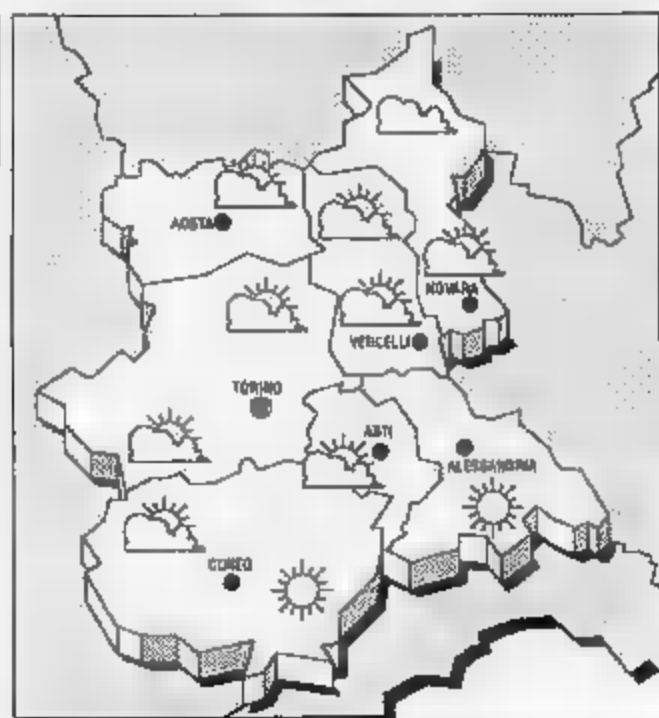 AOSTA
NOVARA
VERCELLI
TORINO
ASTI
ALESSANDRIA
CUNEO